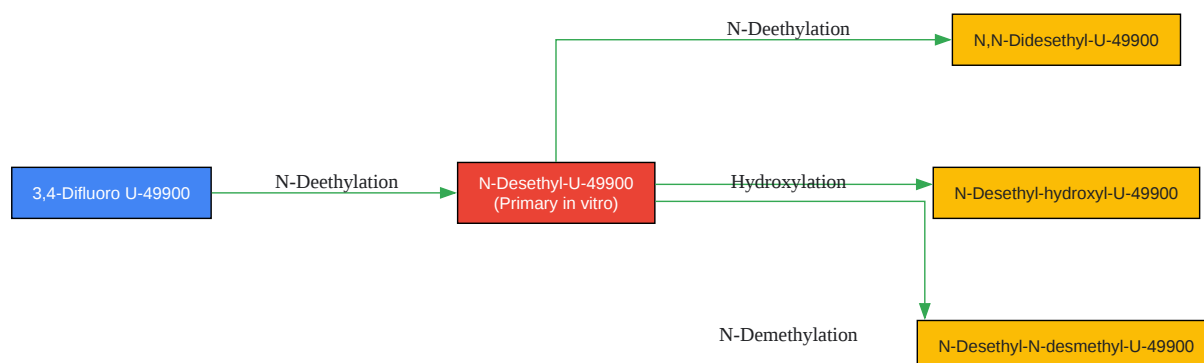 N-Deethylation
N,N-Didesethyl-U-49900
3,4-Difluoro U-49900
N-Deethylation
N-Desethyl-U-49900
(Primary in vitro)
Hydroxylation
N-Desethyl-hydroxyl-U-49900
N-Demethylation
N-Desethyl-N-desmethyl-U-49900